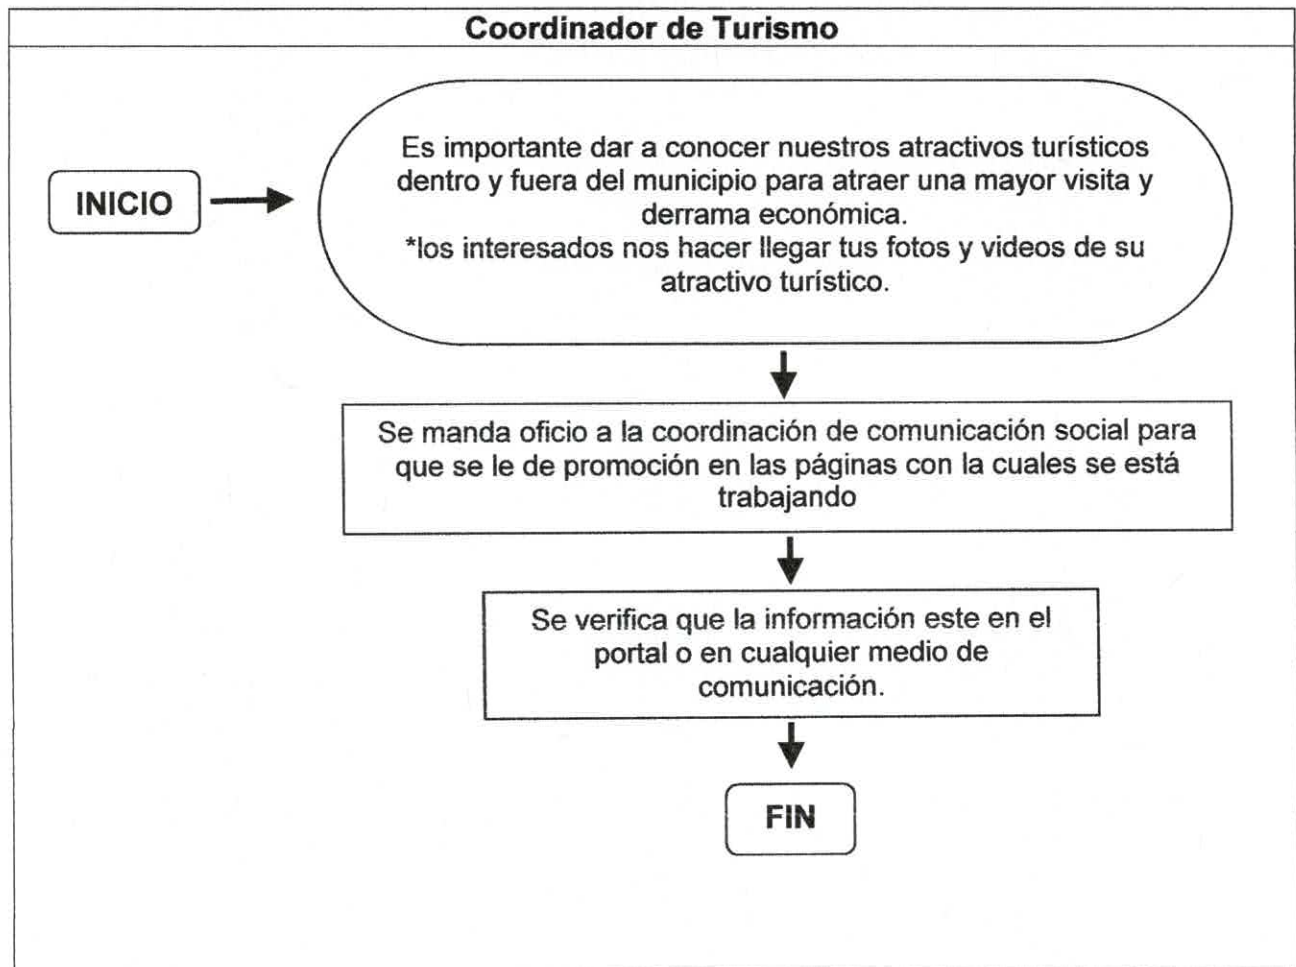 Coordinador de Turismo
INICIO
Es importante dar a conocer nuestros atractivos turísticos
dentro y fuera del municipio para atraer una mayor visita y
derrama económica.
*los interesados nos hacer llegar tus fotos y videos de su
atractivo turístico.
Se manda oficio a la coordinación de comunicación social para
que se le de promoción en las páginas con la cuales se está
trabajando
Se verifica que la información este en el
portal o en cualquier medio de
comunicación.
FIN